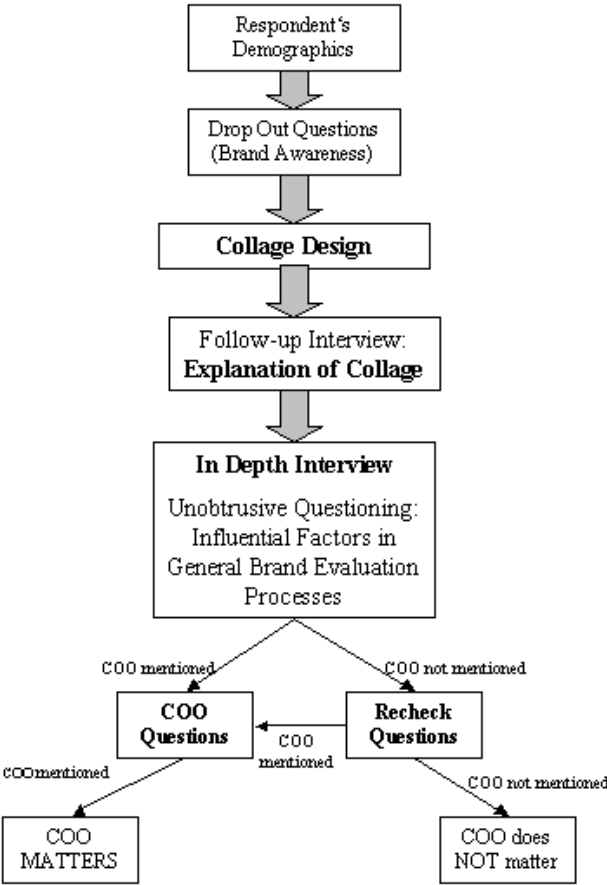 Respondent‘s
Demographics
Drop Out Questions
(Brand Awareness)
Collage Design
Follow-up Interview:
Explanation of Collage
In Depth Interview
Unobtrusive Questioning:
Influential Factors in
General Brand Evaluation
Processes
COO mentioned
COO not mentioned
COO
Questions
Recheck
Questions
COO
mentioned
COO mentioned
COO not mentioned
COO
MATTERS
COO does
NOT matter